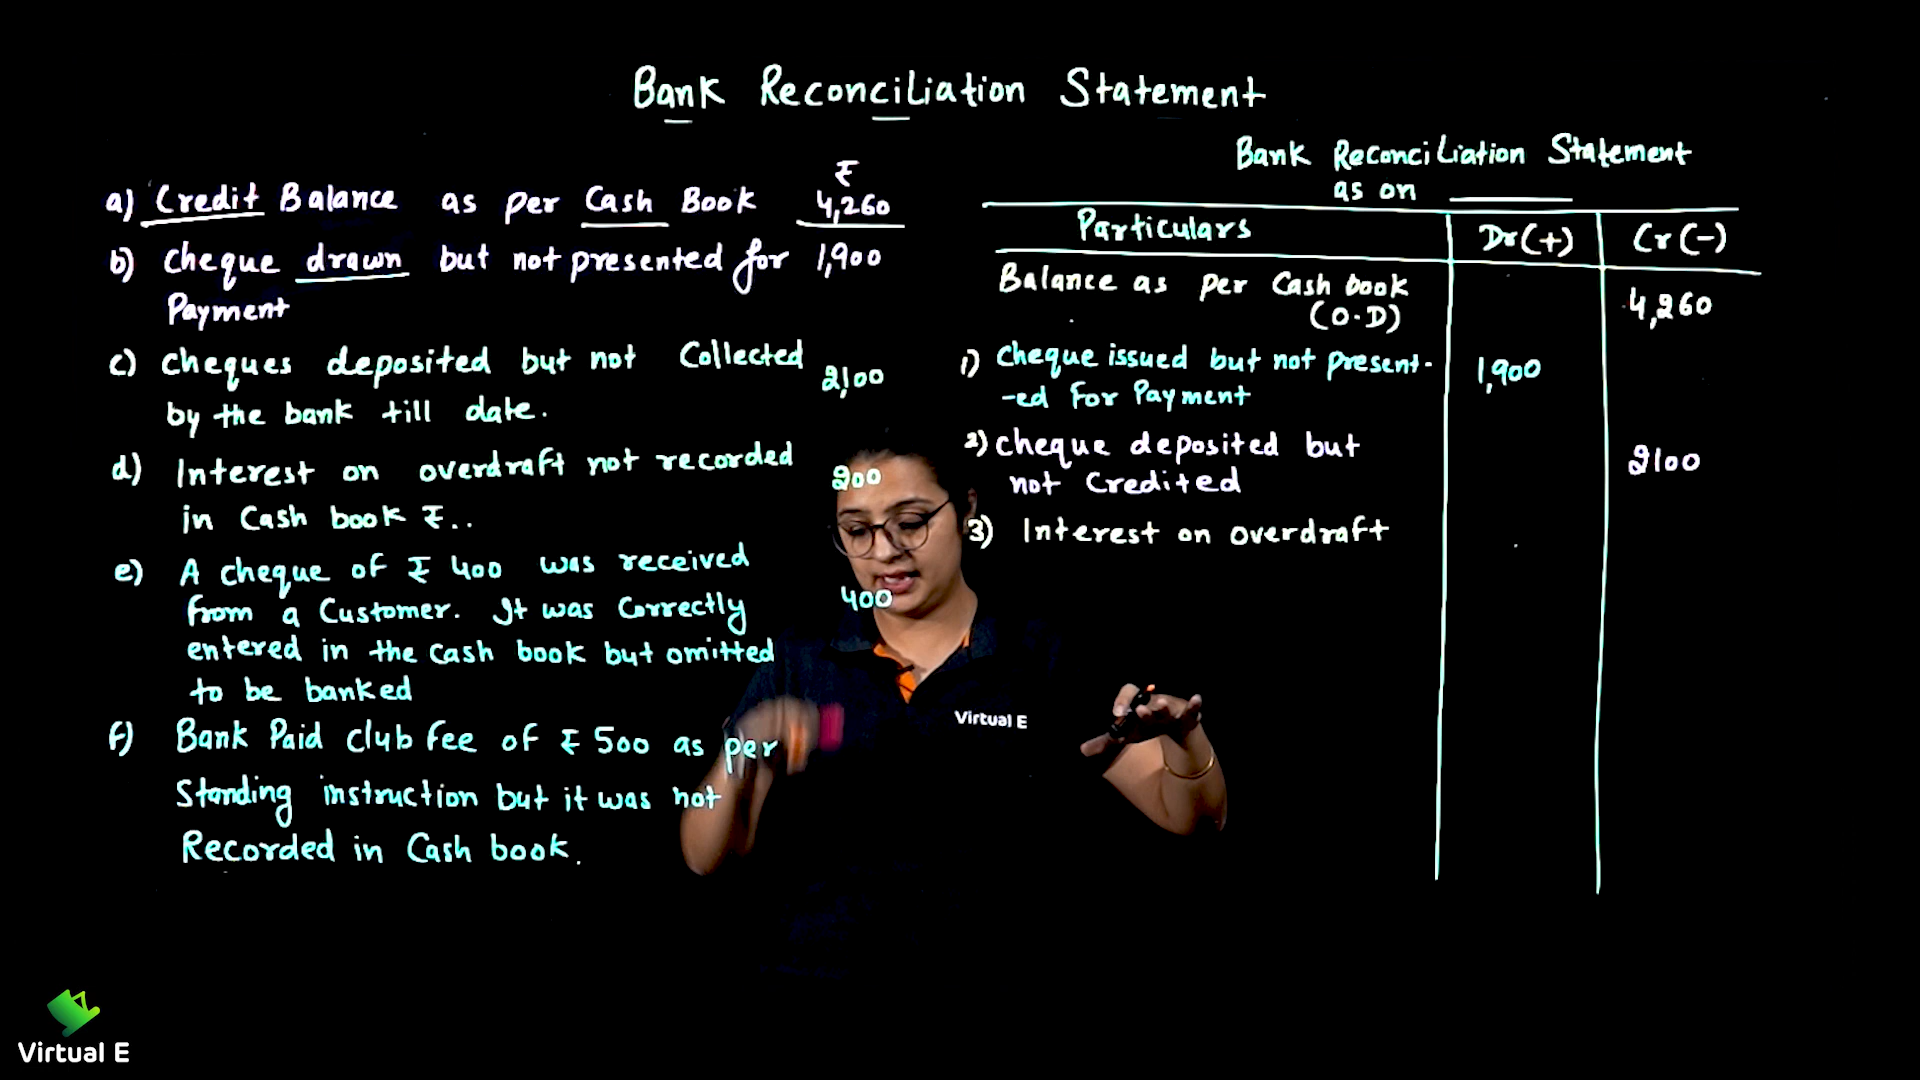 Bank Reconciliation Statement
₹
a) Credit Balance as per Cash Book 4,260
b) Cheque drawn but not presented for 1,900
Payment
c) Cheques deposited but not Collected
by the bank till date. 2,100
d) Interest on overdraft not recorded
in Cash book ₹.. 200
e) A cheque of ₹ 400 was received
from a Customer. It was Correctly 400
entered in the cash book but omitted
to be banked
f) Bank Paid club fee of ₹ 500 as per
Standing instruction but it was not
Recorded in Cash book.
Bank Reconciliation Statement
as on
Particulars Dr(+) Cr(-)
Balance as per Cash book
(O.D) 4,260
1) Cheque issued but not present-
-ed For Payment 1,900
2) cheque deposited but
not Credited 2100
3) Interest on overdraft
Virtual E
Virtual E